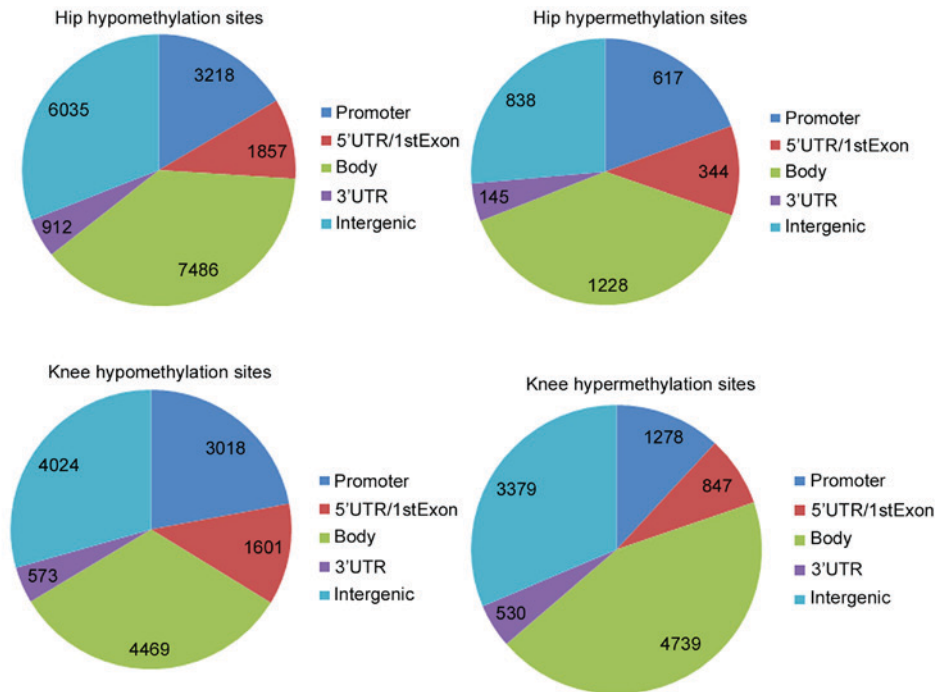 Hip hypomethylation sites
3218
1857
7486
912
6035
Promoter
5'UTR/1stExon
Body
3'UTR
Intergenic
Hip hypermethylation sites
617
344
1228
145
838
Promoter
5'UTR/1stExon
Body
3'UTR
Intergenic
Knee hypomethylation sites
3018
1601
4469
573
4024
Promoter
5'UTR/1stExon
Body
3'UTR
Intergenic
Knee hypermethylation sites
1278
847
4739
530
3379
Promoter
5'UTR/1stExon
Body
3'UTR
Intergenic